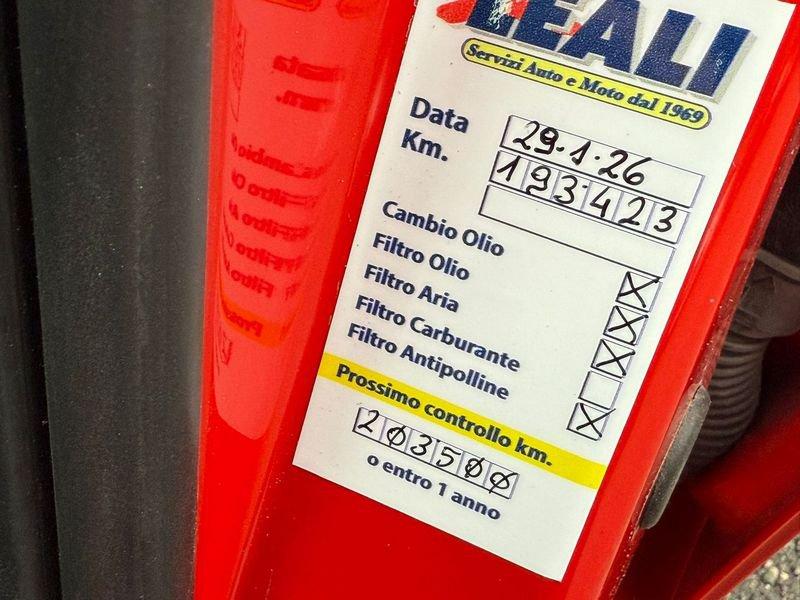 LEALI
Servizi Auto e Moto dal 1969
Data 29.1.26
Km. 193423
Cambio Olio X
Filtro Olio X
Filtro Aria X
Filtro Carburante
Filtro Antipolline X
Prossimo controllo km.
203500
o entro 1 anno